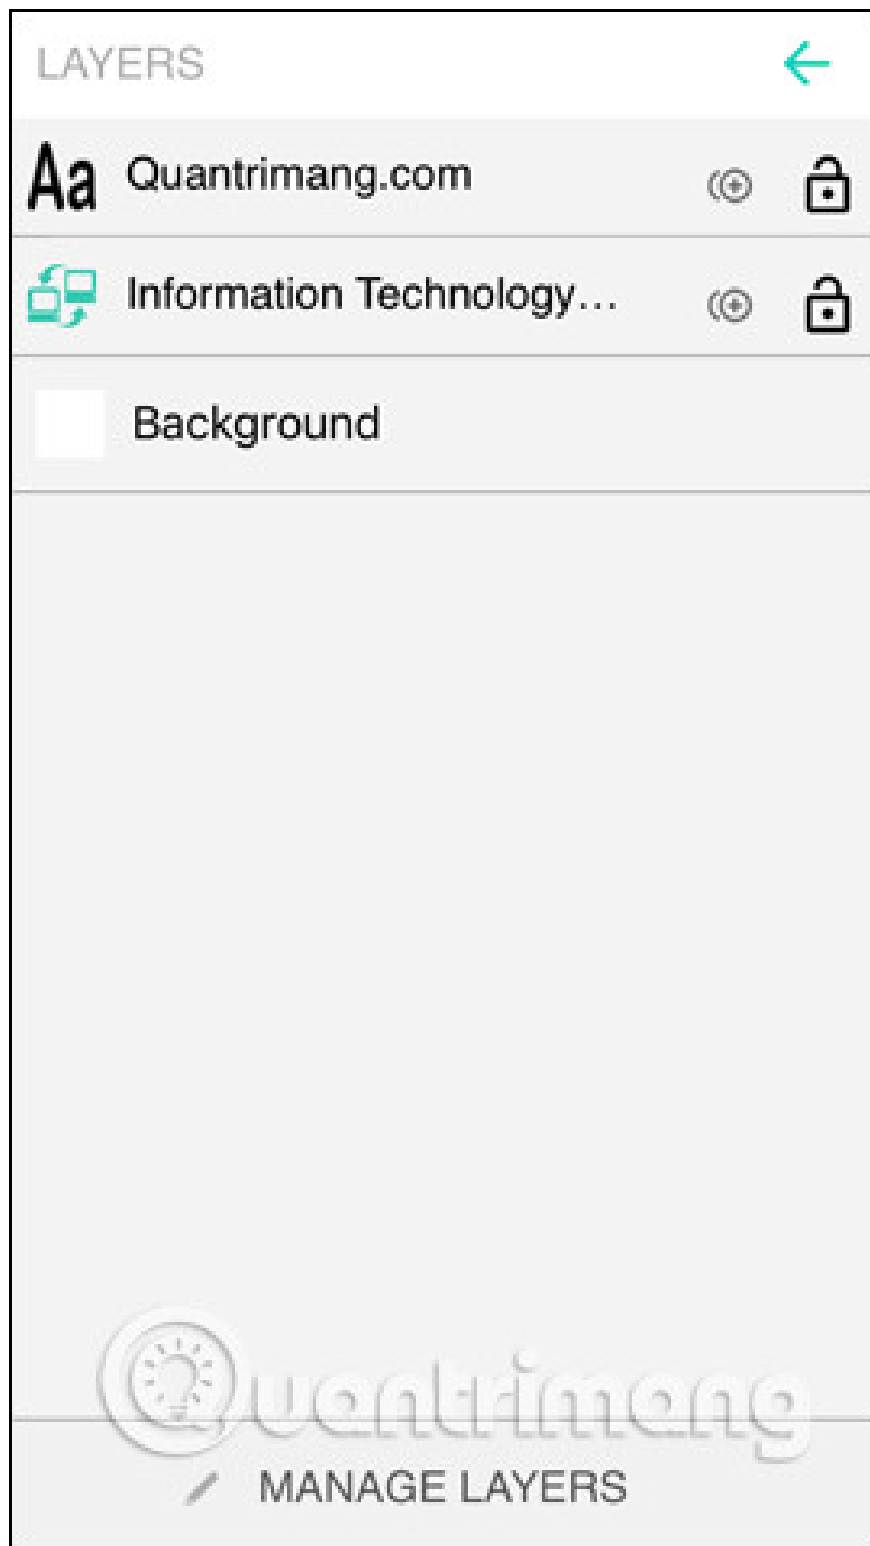 LAYERS
Aa Quantrimang.com
Information Technology...
Background
Quantrimang
MANAGE LAYERS